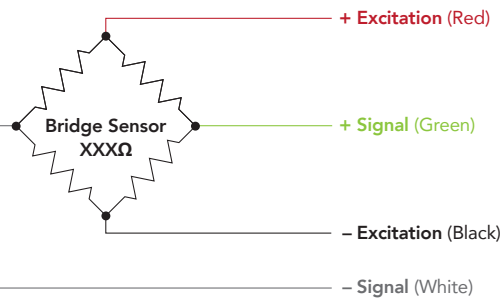 + Excitation (Red)
Bridge Sensor
XXXΩ
+ Signal (Green)
– Excitation (Black)
– Signal (White)